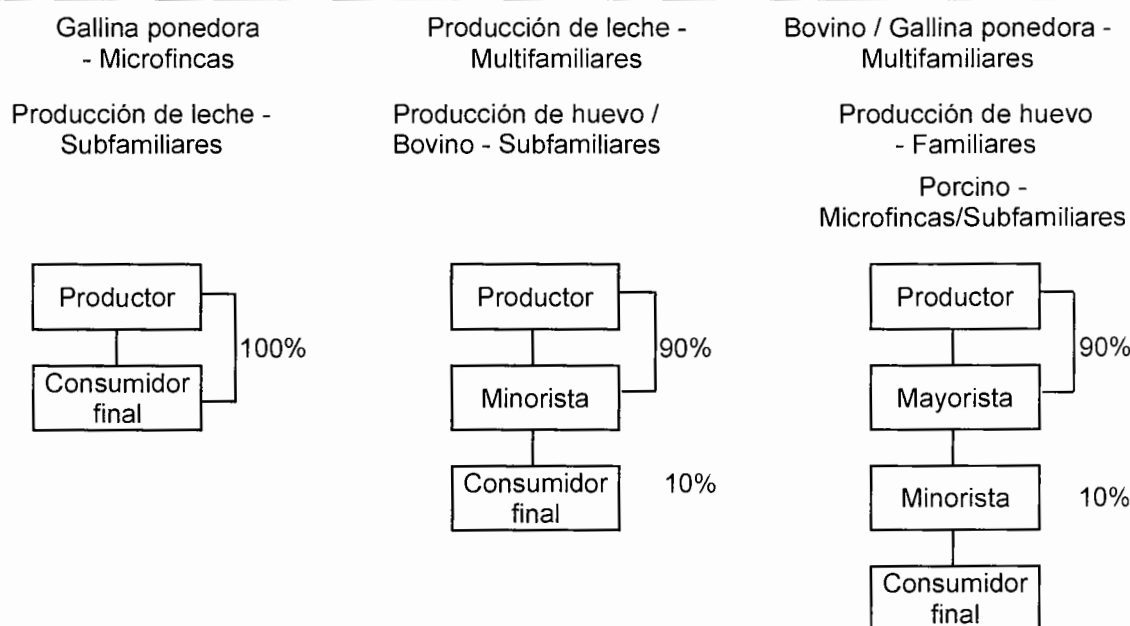 Gallina ponedora
- Microfincas
Producción de leche -
Subfamiliares
Productor
100%
Consumidor
final
Producción de leche -
Multifamiliares
Producción de huevo /
Bovino - Subfamiliares
Productor
90%
Minorista
Consumidor
final
10%
Bovino / Gallina ponedora -
Multifamiliares
Producción de huevo
- Familiares
Porcino -
Microfincas/Subfamiliares
Productor
90%
Mayorista
Minorista
10%
Consumidor
final